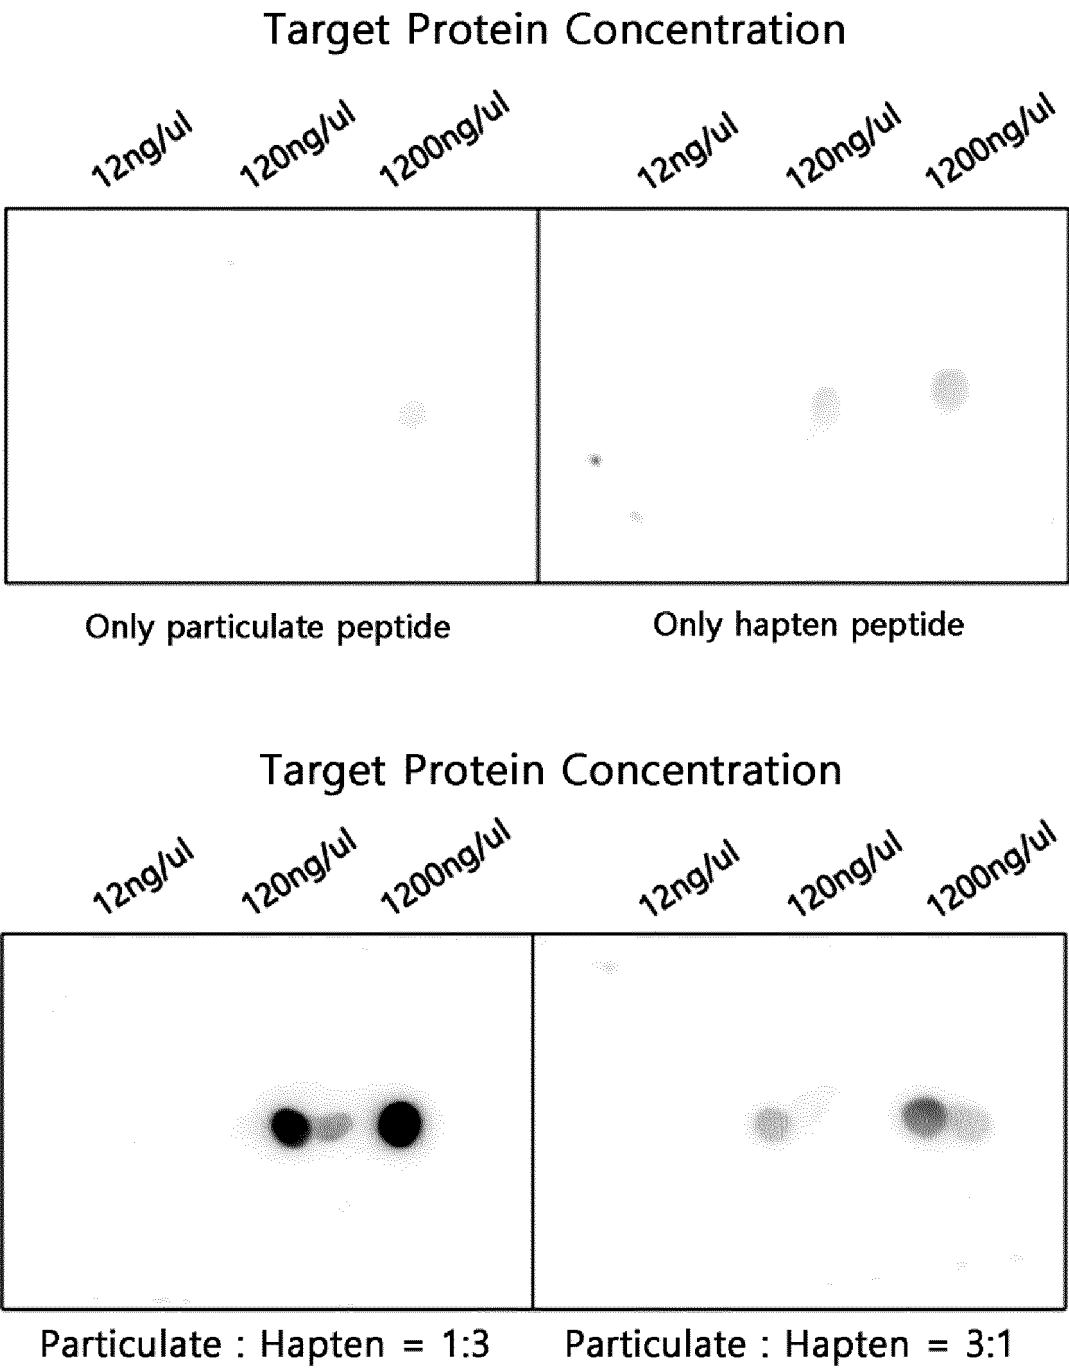 Target Protein Concentration
12ng/ul 120ng/ul 1200ng/ul 12ng/ul 120ng/ul 1200ng/ul
Only particulate peptide Only hapten peptide
Target Protein Concentration
12ng/ul 120ng/ul 1200ng/ul 12ng/ul 120ng/ul 1200ng/ul
Particulate : Hapten = 1:3 Particulate : Hapten = 3:1